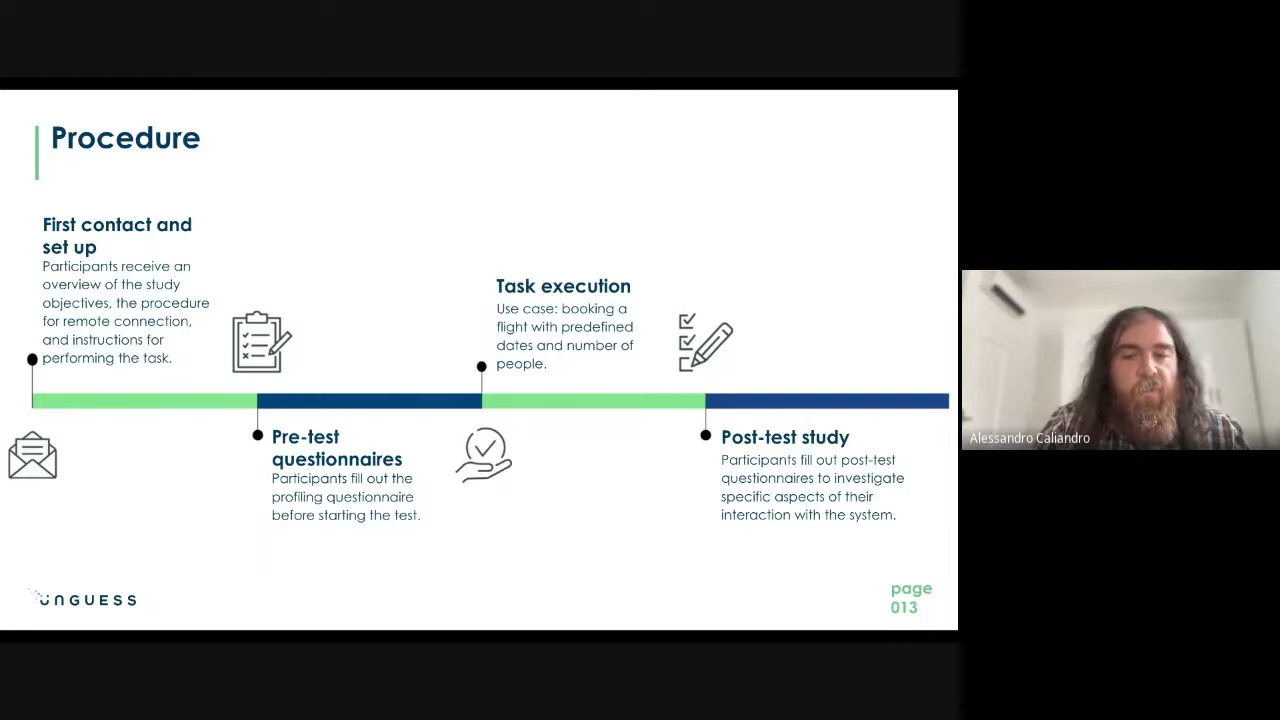 Procedure
First contact and
set up
Participants receive an
overview of the study
objectives, the procedure
for remote connection,
and instructions for
performing the task.
Task execution
Use case: booking a
flight with predefined
dates and number of
people.
Pre-test
questionnaires
Participants fill out the
profiling questionnaire
before starting the test.
Post-test study
Participants fill out post-test
questionnaires to investigate
specific aspects of their
interaction with the system.
UNGUESS
page
013
Alessandro Caliandro